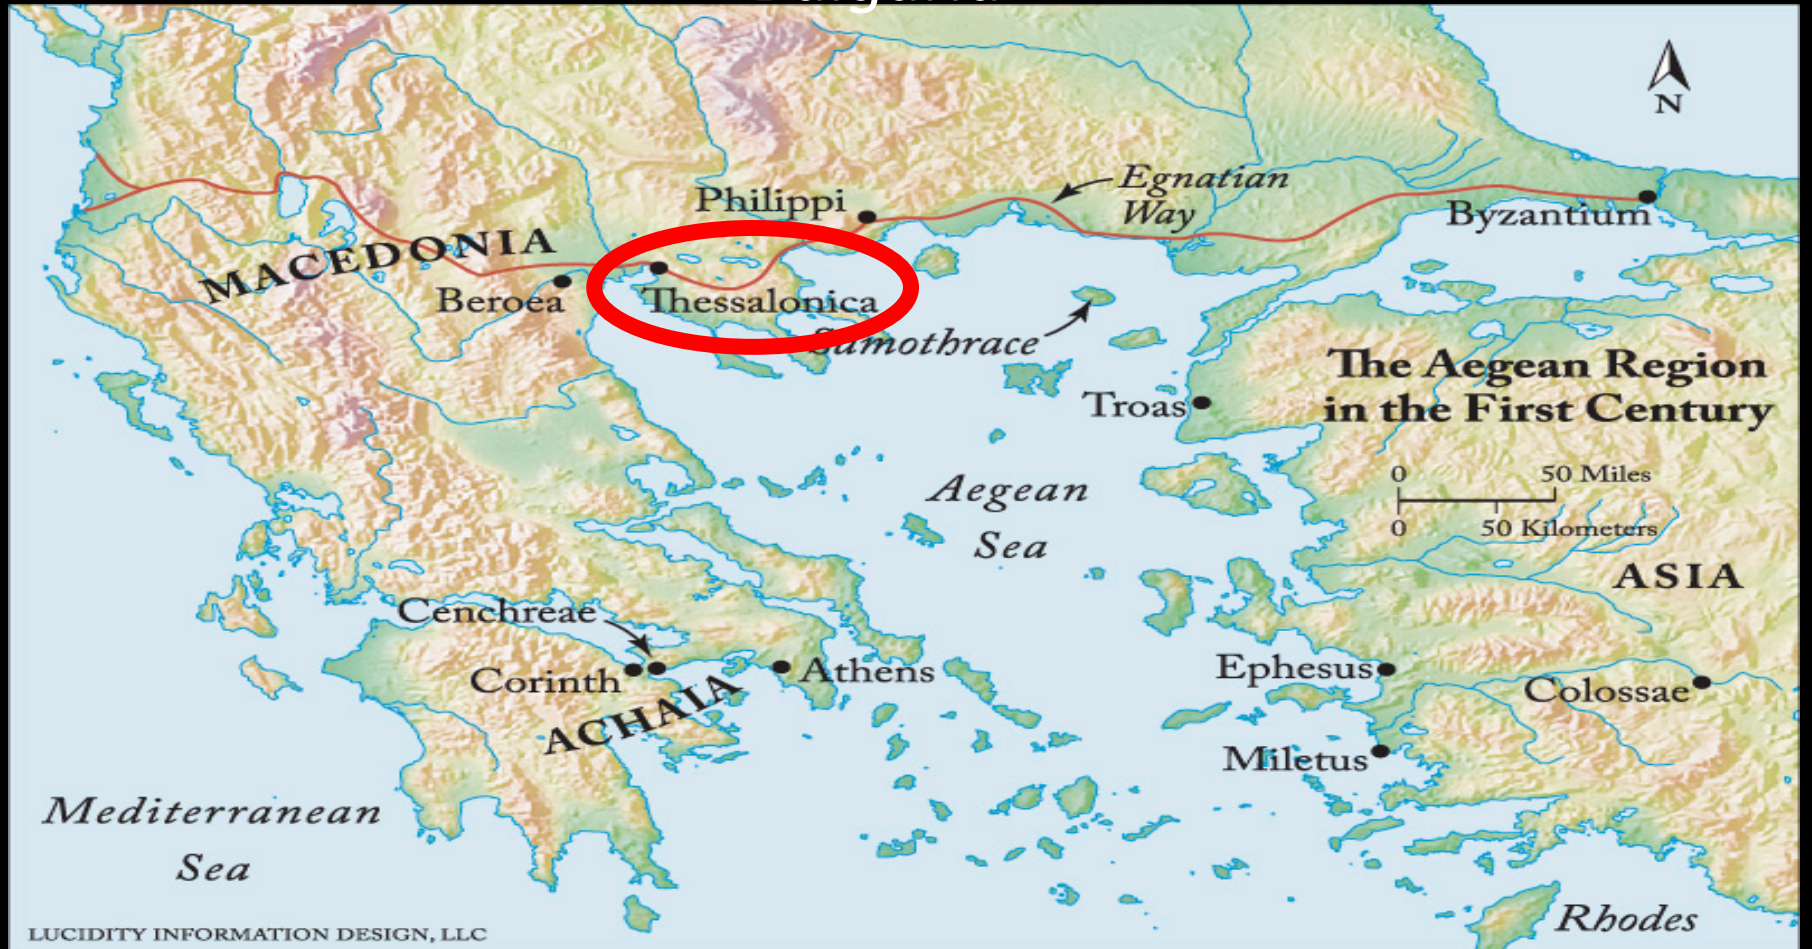 N
Egnatian
Way
Philippi
Byzantium
MACEDONIA
Beroea
Thessalonica
Samothrace
The Aegean Region
in the First Century
Troas
0 50 Miles
0 50 Kilometers
Aegean
Sea
ASIA
Cenchreae
Corinth
Athens
ACHAIA
Ephesus
Colossae
Miletus
Mediterranean
Sea
Rhodes
LUCIDITY INFORMATION DESIGN, LLC